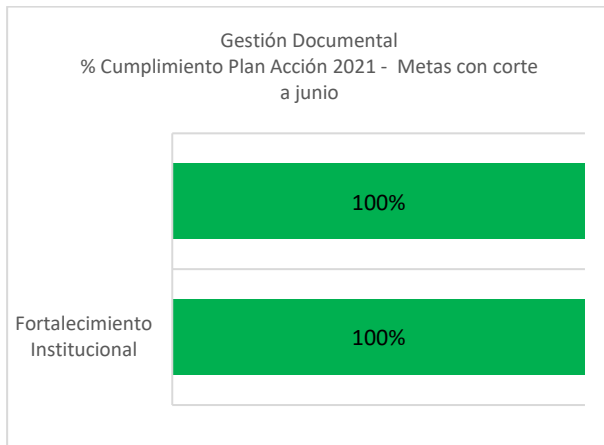 Gestión Documental
% Cumplimiento Plan Acción 2021 - Metas con corte
a junio
100%
Fortalecimiento
Institucional
100%